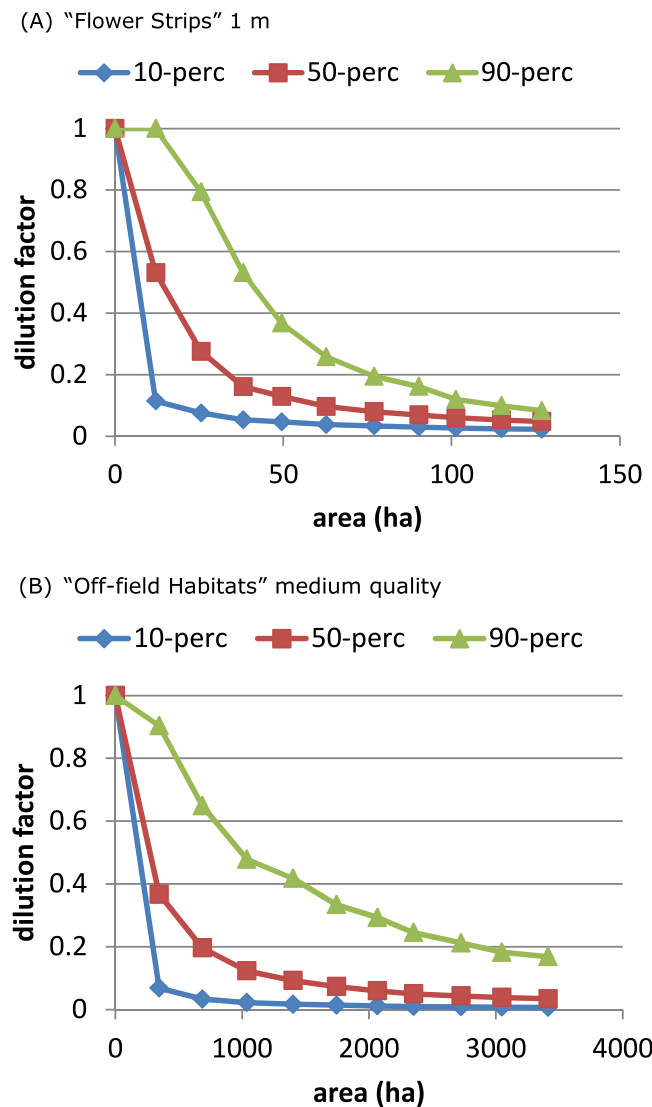 (A) “Flower Strips” 1 m
10-perc 50-perc 90-perc
1
0.8
0.6
0.4
0.2
0
dilution factor
0 50 100 150
area (ha)
(B) “Off-field Habitats” medium quality
10-perc 50-perc 90-perc
1
0.8
0.6
0.4
0.2
0
dilution factor
0 1000 2000 3000 4000
area (ha)